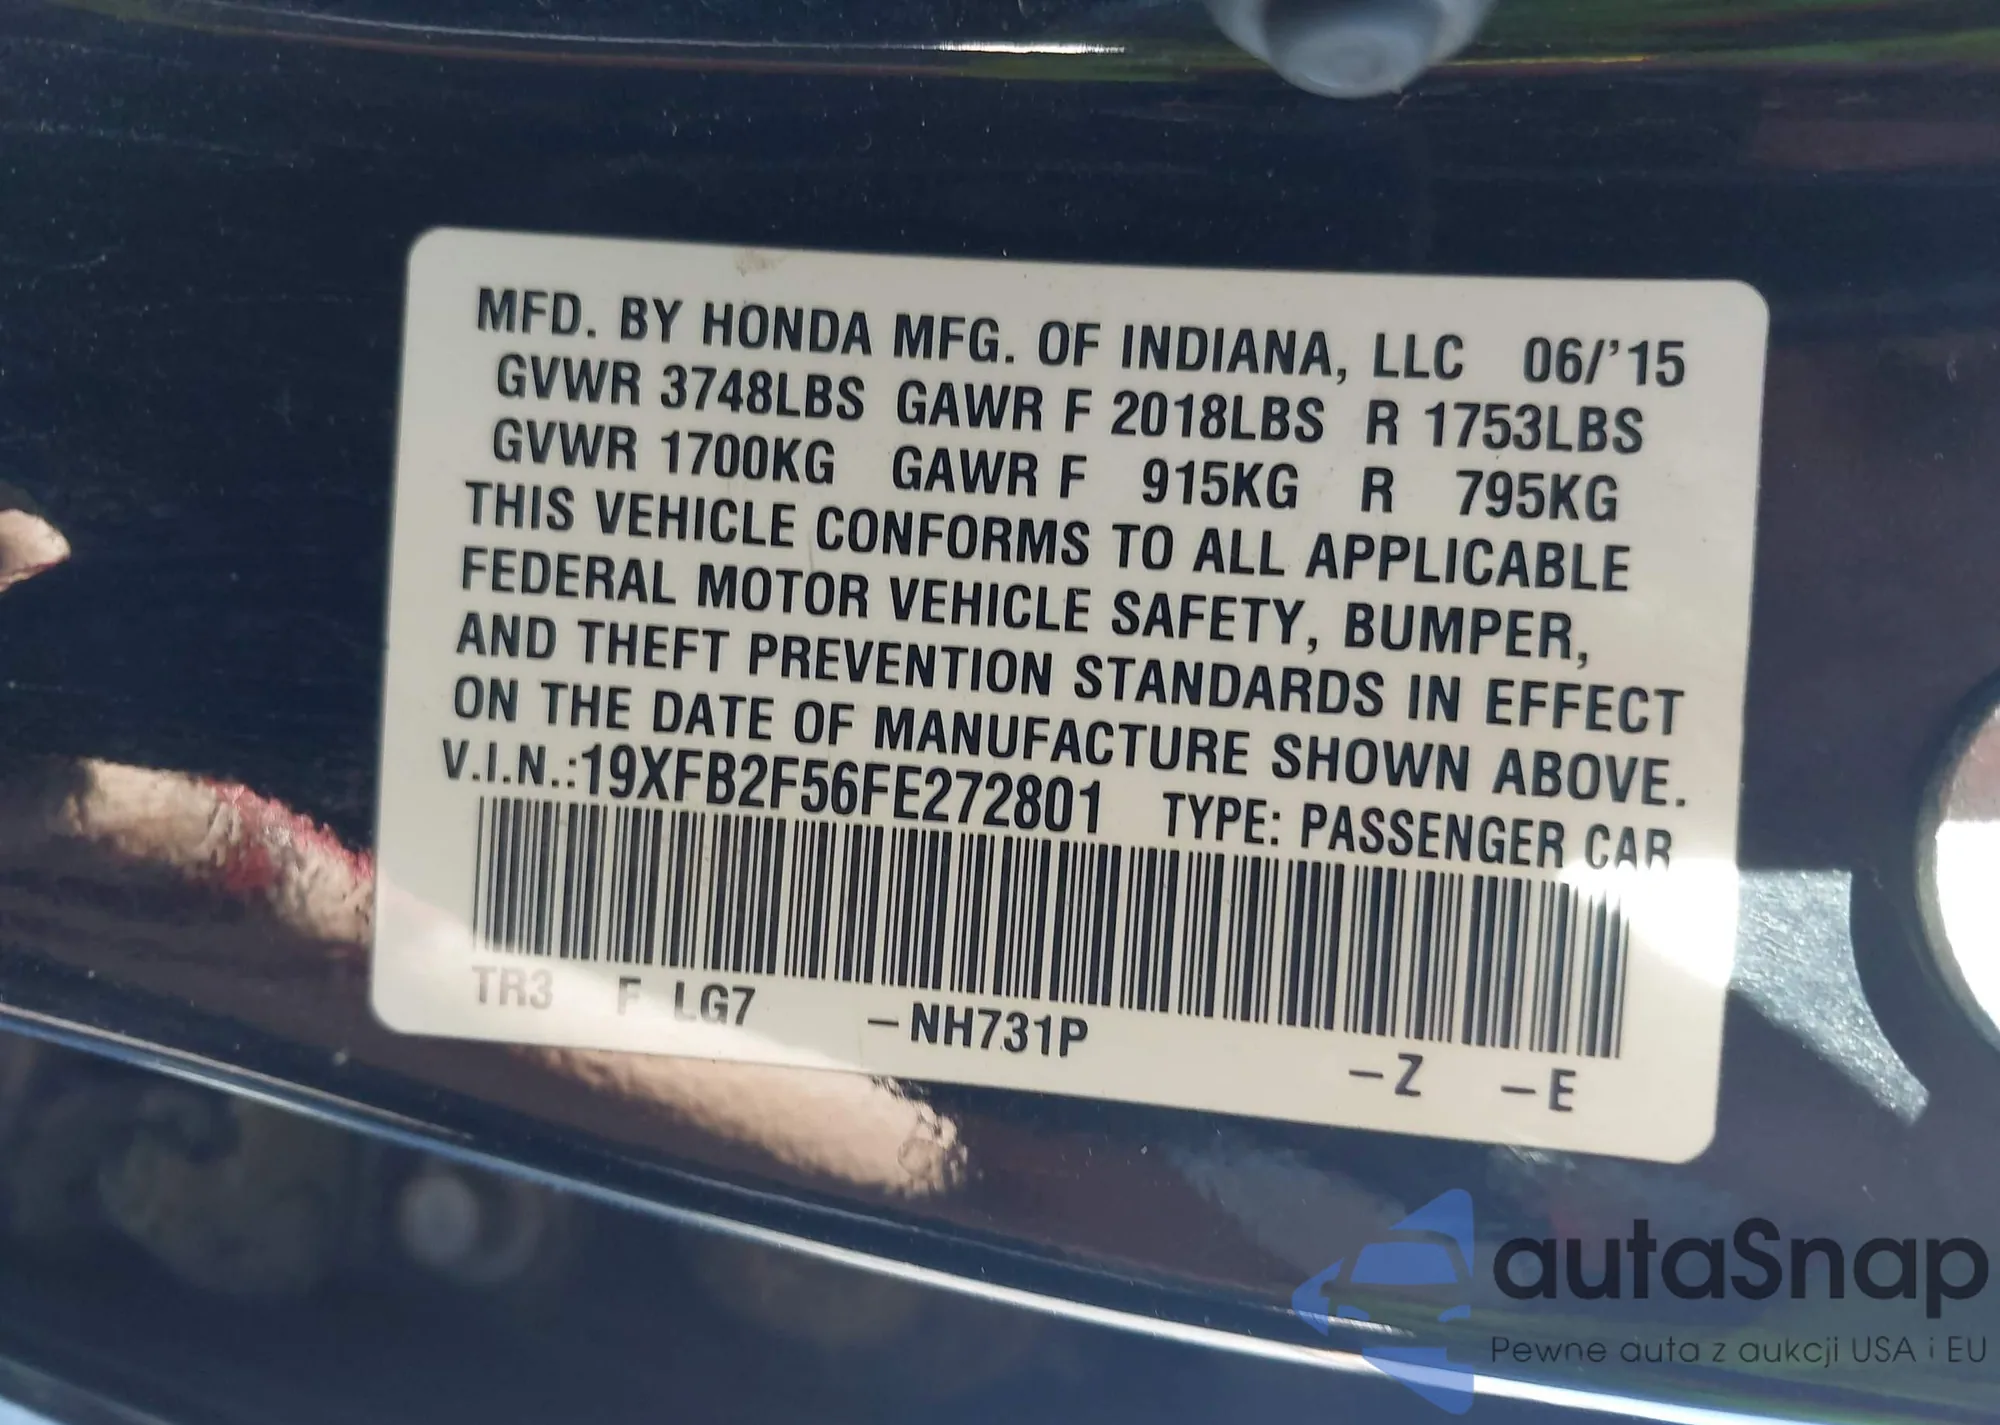 MFD. BY HONDA MFG. OF INDIANA, LLC 06/'15
GVWR 3748LBS GAWR F 2018LBS R 1753LBS
GVWR 1700KG GAWR F 915KG R 795KG
THIS VEHICLE CONFORMS TO ALL APPLICABLE
FEDERAL MOTOR VEHICLE SAFETY, BUMPER,
AND THEFT PREVENTION STANDARDS IN EFFECT
ON THE DATE OF MANUFACTURE SHOWN ABOVE.
V.I.N.:19XFB2F56FE272801 TYPE: PASSENGER CAR
TR3 F LG7 –NH731P –Z –E
autaSnap
Pewne auta z aukcji USA i EU